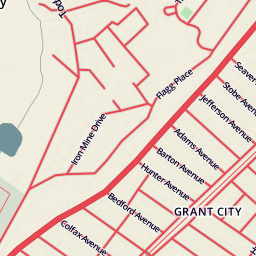 y
Todt
Flagg Place
Seaver
Stobe Avenue
Jefferson Avenue
Iron Mine Drive
Adams Avenue
Barton Avenue
Hunter Avenue
Bedford Avenue
GRANT CITY
Colfax Avenue